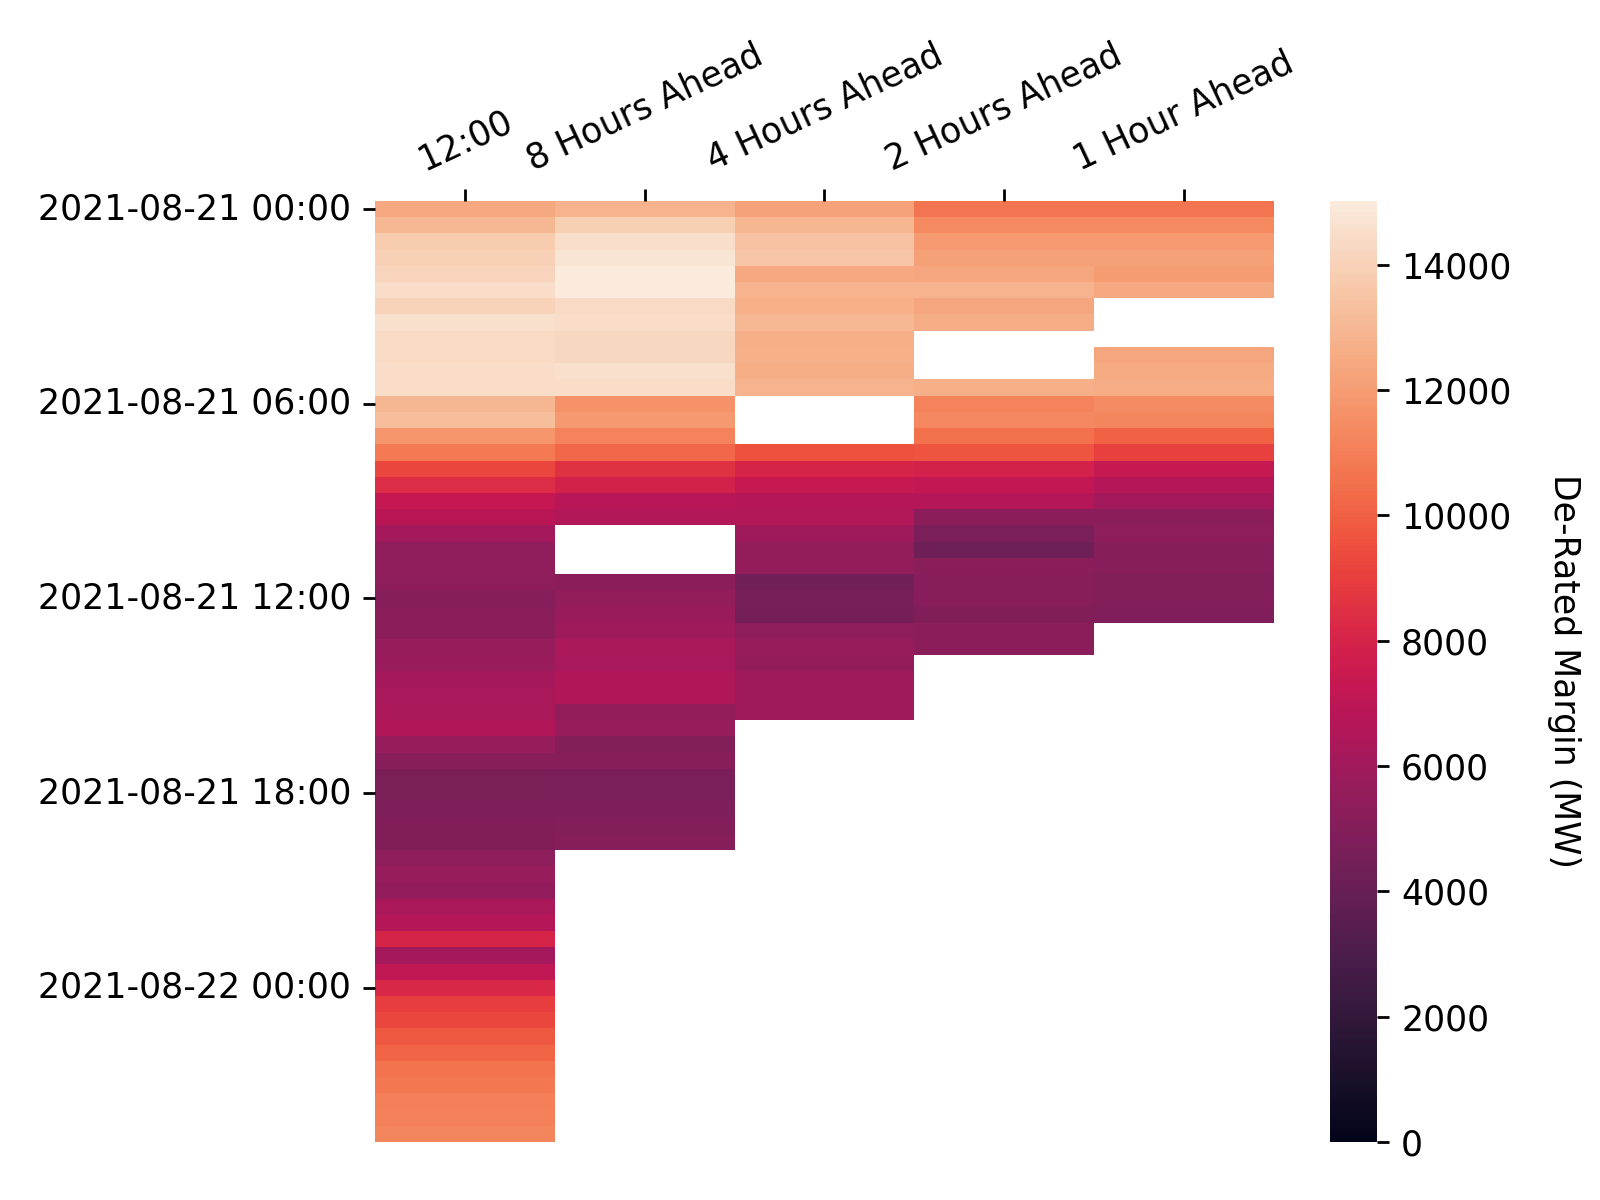 12:00
8 Hours Ahead
4 Hours Ahead
2 Hours Ahead
1 Hour Ahead
2021-08-21 00:00
2021-08-21 06:00
2021-08-21 12:00
2021-08-21 18:00
2021-08-22 00:00
14000
12000
10000
8000
6000
4000
2000
0
De-Rated Margin (MW)